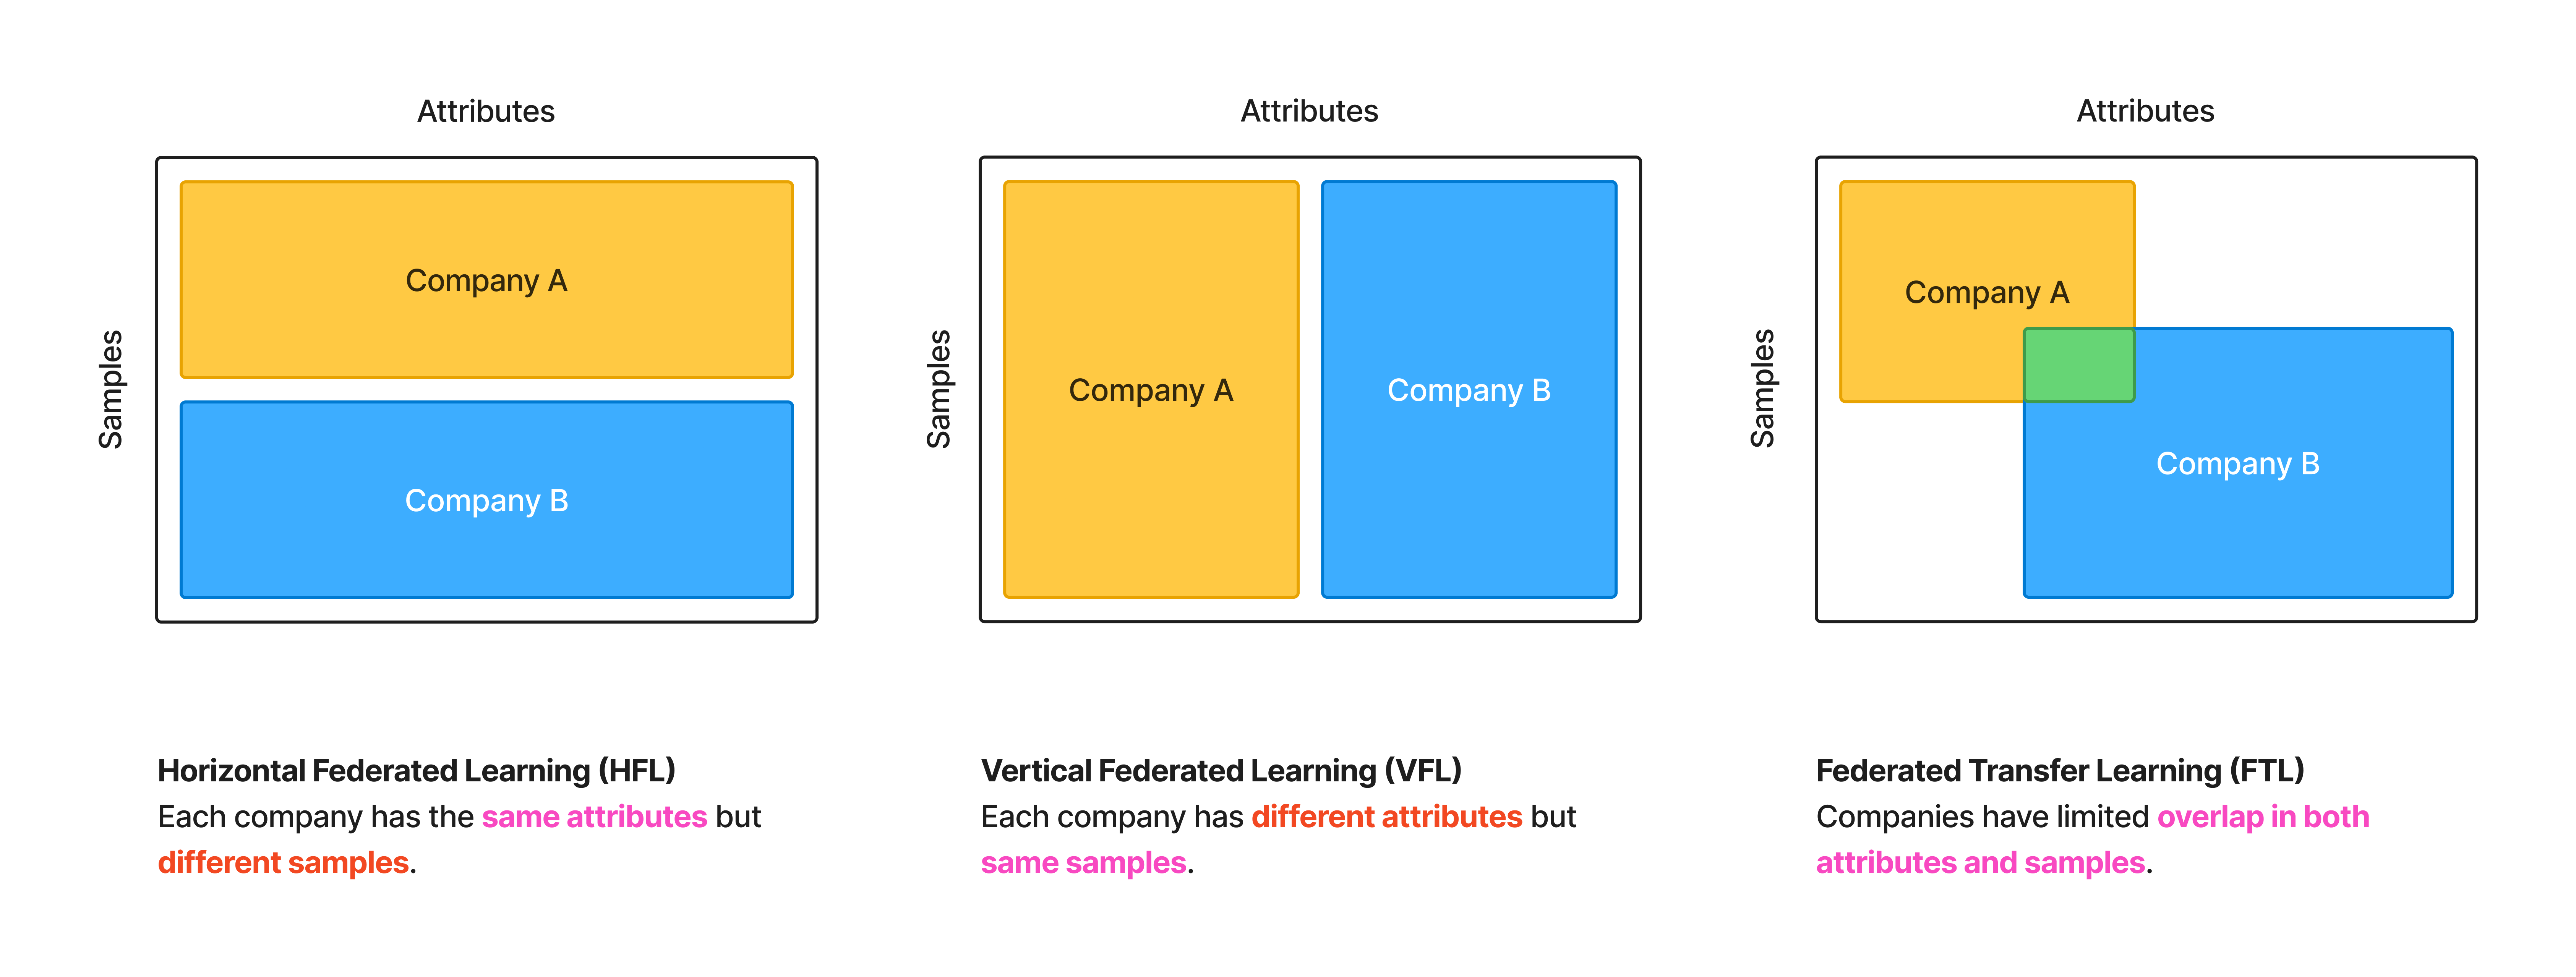 Attributes
Samples
Company A
Company B
Horizontal Federated Learning (HFL)
Each company has the same attributes but
different samples.
Attributes
Samples
Company A
Company B
Vertical Federated Learning (VFL)
Each company has different attributes but
same samples.
Attributes
Samples
Company A
Company B
Federated Transfer Learning (FTL)
Companies have limited overlap in both
attributes and samples.